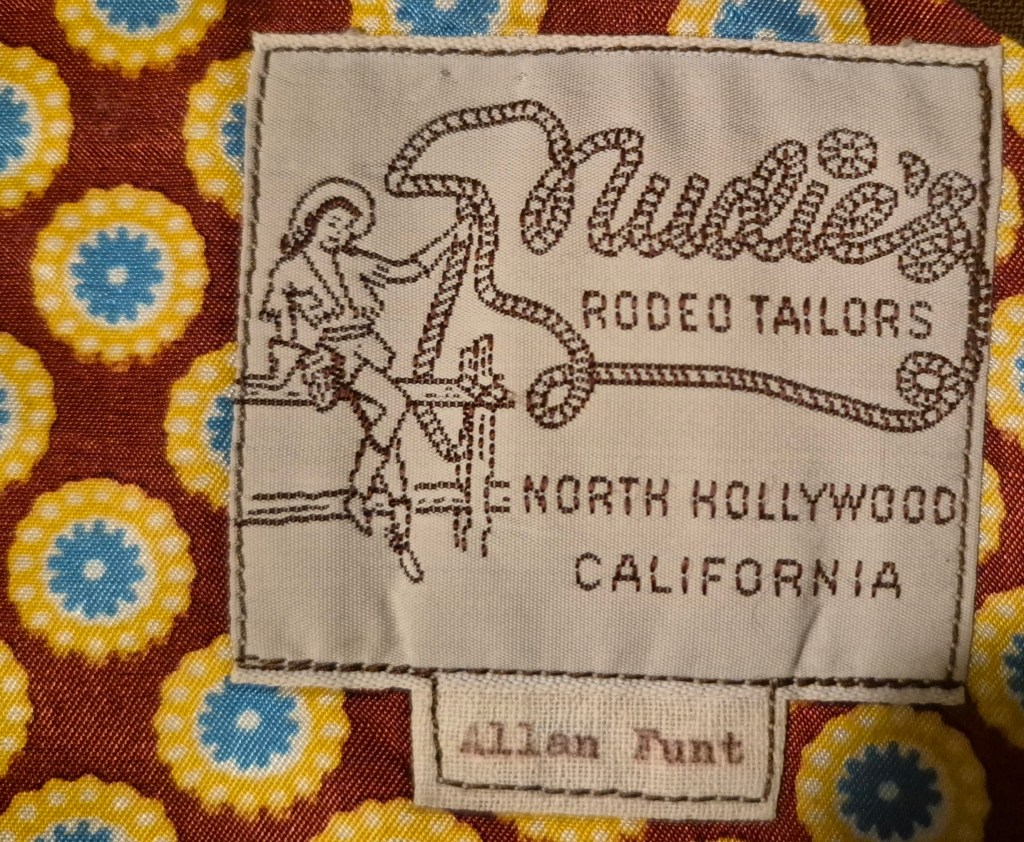 Nudie's
RODEO TAILORS
NORTH HOLLYWOOD
CALIFORNIA
Allan Funt